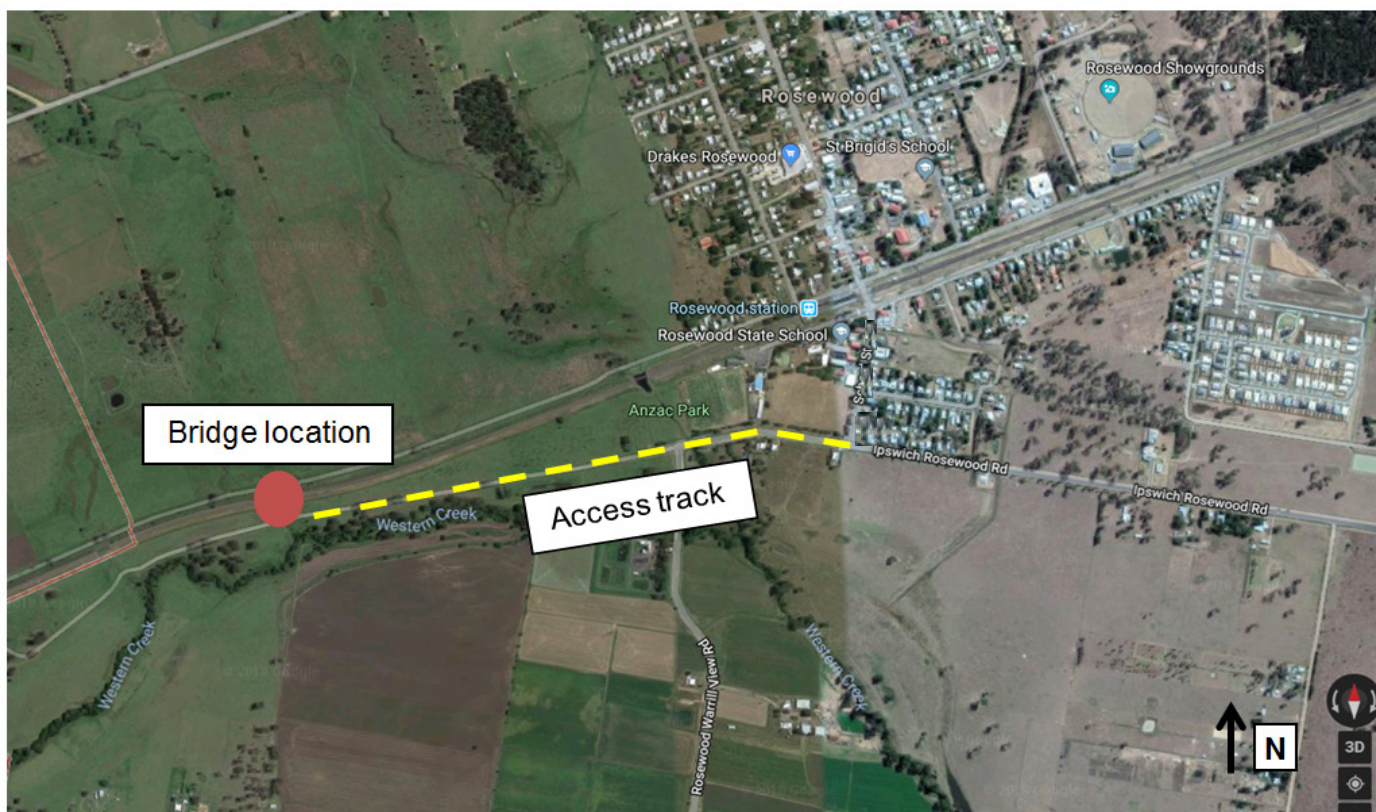 Rosewood Showgrounds
Rosewood
St Brigid's School
Drakes Rosewood
Rosewood station
Rosewood State School
Anzac Park
Bridge location
Ipswich Rosewood Rd
Ipswich Rosewood Rd
Access track
Western Creek
Western Creek
Western Creek
Rosewood Warrill View Rd
N
3D